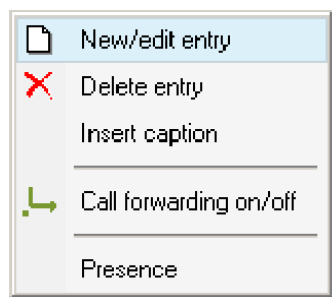 New/edit entry
Delete entry
Insert caption
Call forwarding on/off
Presence